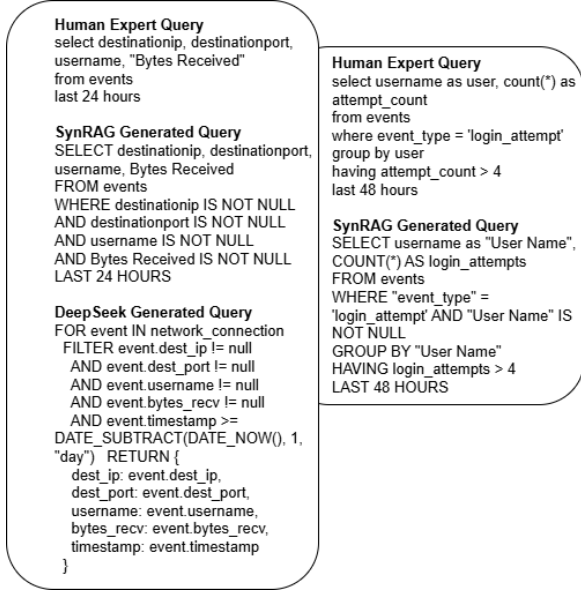 Human Expert Query
select destinationip, destinationport,
username, "Bytes Received"
from events
last 24 hours
SynRAG Generated Query
SELECT destinationip, destinationport,
username, Bytes Received
FROM events
WHERE destinationip IS NOT NULL
AND destinationport IS NOT NULL
AND username IS NOT NULL
AND Bytes Received IS NOT NULL
LAST 24 HOURS
DeepSeek Generated Query
FOR event IN network_connection
FILTER event.dest_ip != null
AND event.dest_port != null
AND event.username != null
AND event.bytes_recv != null
AND event.timestamp >=
DATE_SUBTRACT(DATE_NOW(), 1,
"day") RETURN {
dest_ip: event.dest_ip,
dest_port: event.dest_port,
username: event.username,
bytes_recv: event.bytes_recv,
timestamp: event.timestamp
}
Human Expert Query
select username as user, count(*) as
attempt_count
from events
where event_type = 'login_attempt'
group by user
having attempt_count > 4
last 48 hours
SynRAG Generated Query
SELECT username as "User Name",
COUNT(*) AS login_attempts
FROM events
WHERE "event_type" =
'login_attempt' AND "User Name" IS
NOT NULL
GROUP BY "User Name"
HAVING login_attempts > 4
LAST 48 HOURS